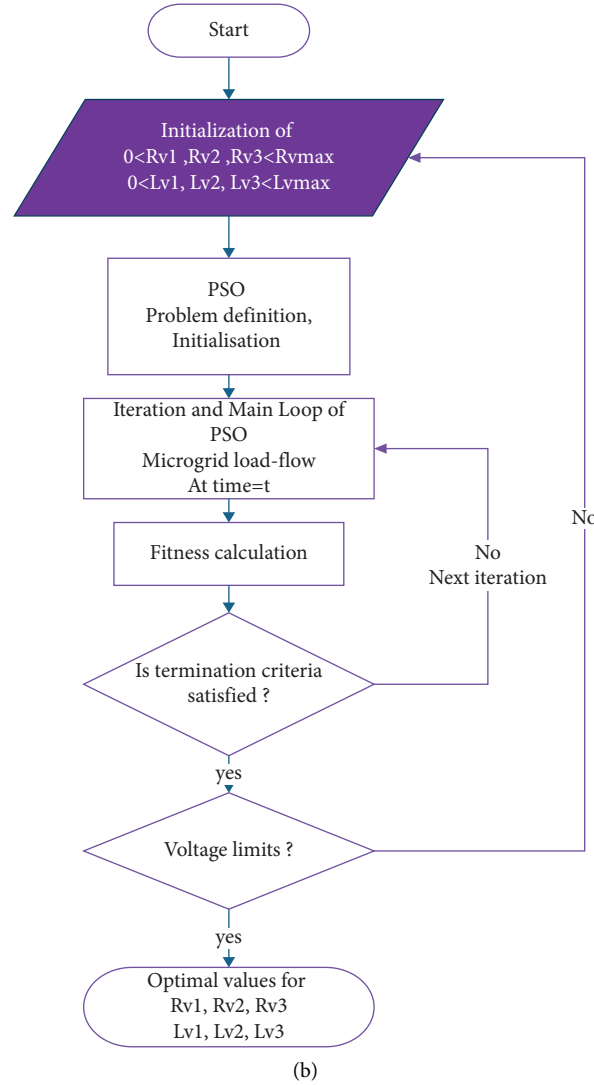 Start
Initialization of
0<Rv1 ,Rv2 ,Rv3<Rvmax
0<Lv1, Lv2, Lv3<Lvmax
PSO
Problem definition,
Initialisation
Iteration and Main Loop of
PSO
Microgrid load-flow
At time=t
Fitness calculation
No
No
Next iteration
Is termination criteria
satisfied ?
yes
Voltage limits ?
yes
Optimal values for
Rv1, Rv2, Rv3
Lv1, Lv2, Lv3
(b)